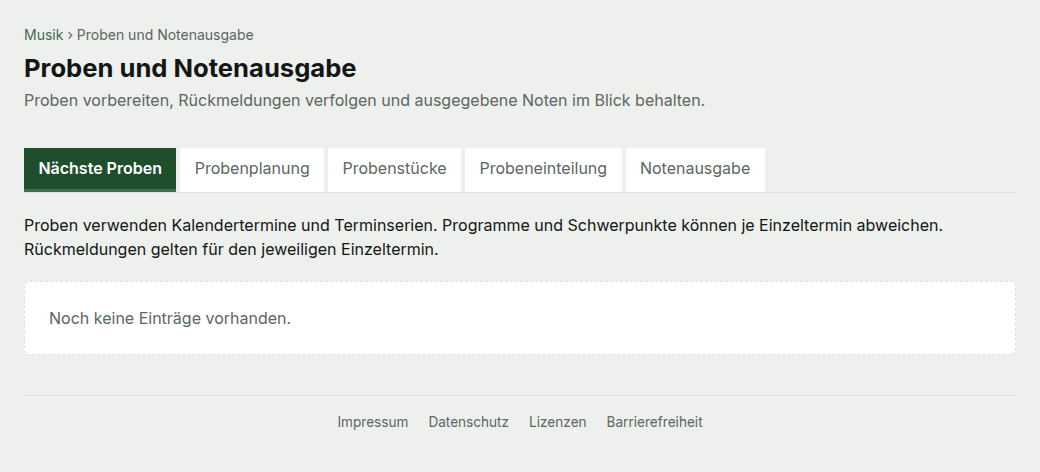 Musik › Proben und Notenausgabe
Proben und Notenausgabe
Proben vorbereiten, Rückmeldungen verfolgen und ausgegebene Noten im Blick behalten.
Nächste Proben Probenplanung Probenstücke Probeneinteilung Notenausgabe
Proben verwenden Kalendertermine und Terminserien. Programme und Schwerpunkte können je Einzeltermin abweichen.
Rückmeldungen gelten für den jeweiligen Einzeltermin.
Noch keine Einträge vorhanden.
Impressum Datenschutz Lizenzen Barrierefreiheit